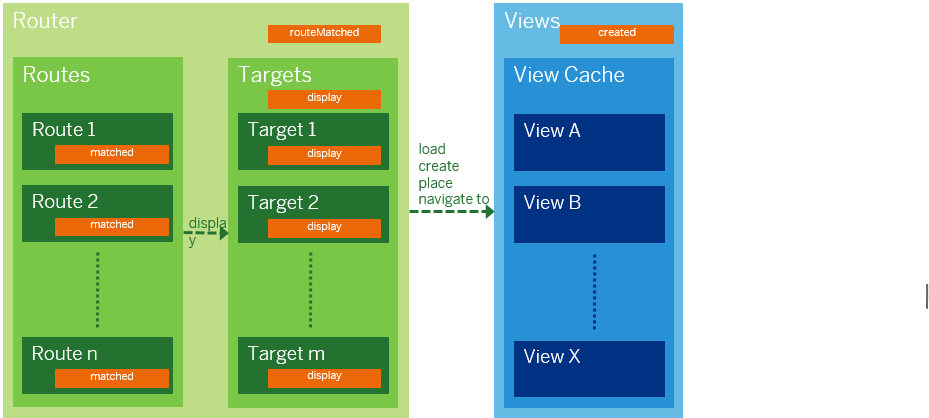 Router
routeMatched
Routes
Route 1
matched
Route 2
matched
Route n
matched
displa
y
Targets
display
Target 1
display
Target 2
display
Target m
display
load
create
place
navigate to
Views
created
View Cache
View A
View B
View X